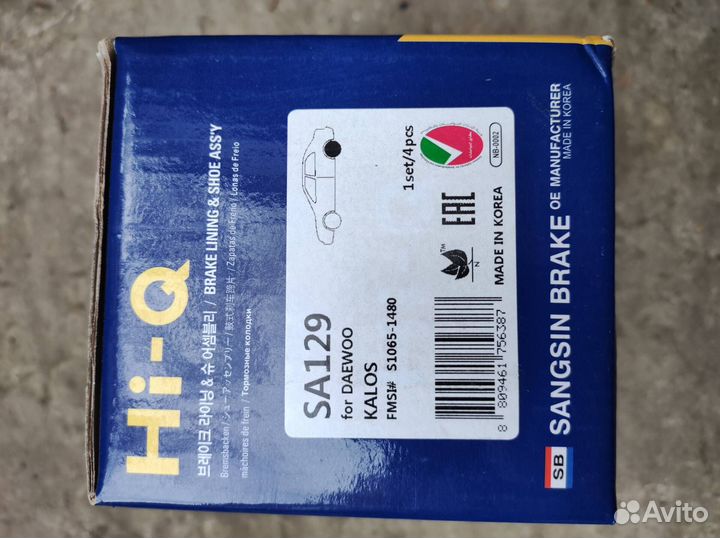 Hi-Q
브레이크 라이닝 & 슈 어셈블리 / BRAKE LINING & SHOE ASS'Y
Bremsbacken / シューアッセンブリー / 鼓式刹车蹄片 / Zapatas de Freno / Lonas de Freio
mâchoires de frein / Тормозные колодки
SA129
for DAEWOO
KALOS
FMSI# S1065-1480
1set/4pcs
NB-0002
EAC
TM
N
MADE IN KOREA
8 809461 756387
SB
SANGSIN BRAKE
OE MANUFACTURER
MADE IN KOREA
Avito